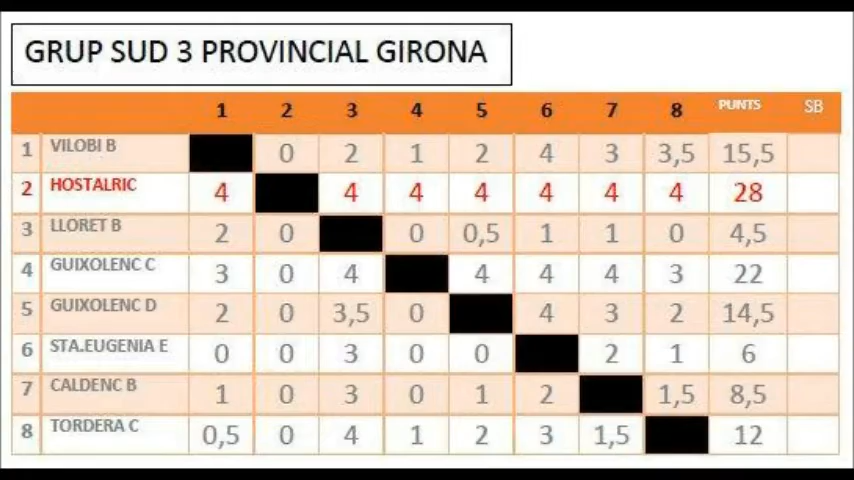 GRUP SUD 3 PROVINCIAL GIRONA
1 2 3 4 5 6 7 8 PUNTS SB
1 VILOBI B 0 2 1 2 4 3 3,5 15,5
2 HOSTALRIC 4 4 4 4 4 4 4 28
3 LLORET B 2 0 0 0,5 1 1 0 4,5
4 GUIXOLENC C 3 0 4 4 4 4 3 22
5 GUIXOLENC D 2 0 3,5 0 4 3 2 14,5
6 STA.EUGENIA E 0 0 3 0 0 2 1 6
7 CALDENC B 1 0 3 0 1 2 1,5 8,5
8 TORDERA C 0,5 0 4 1 2 3 1,5 12